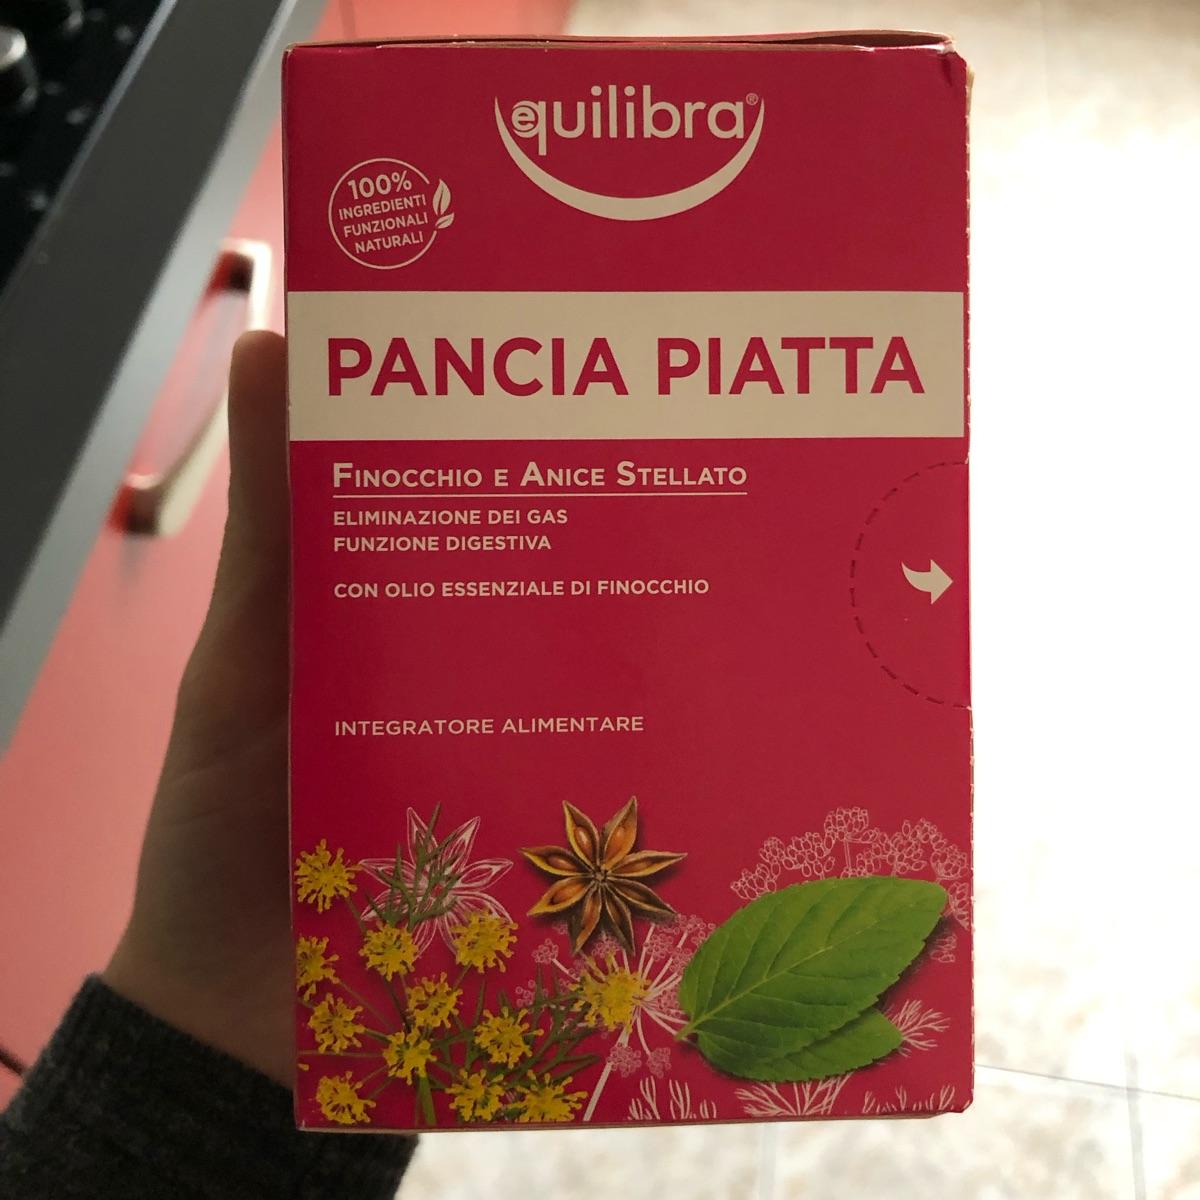 equilibra®
100%
INGREDIENTI
FUNZIONALI
NATURALI
PANCIA PIATTA
FINOCCHIO E ANICE STELLATO
ELIMINAZIONE DEI GAS
FUNZIONE DIGESTIVA
CON OLIO ESSENZIALE DI FINOCCHIO
INTEGRATORE ALIMENTARE